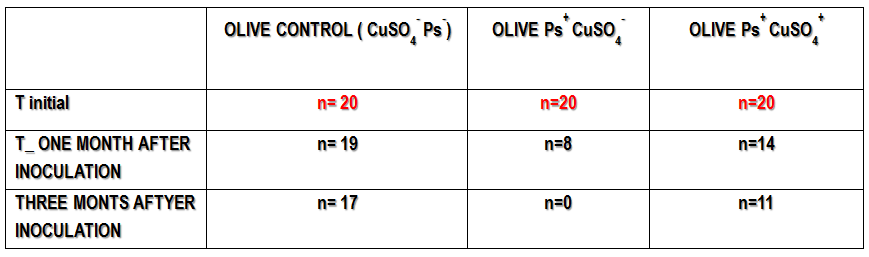 OLIVE CONTROL ( CuSO4- Ps-) OLIVE Ps+ CuSO4- OLIVE Ps+ CuSO4+
T initial n= 20 n=20 n=20
T_ ONE MONTH AFTER n= 19 n=8 n=14
INOCULATION
THREE MONTS AFTYER n= 17 n=0 n=11
INOCULATION